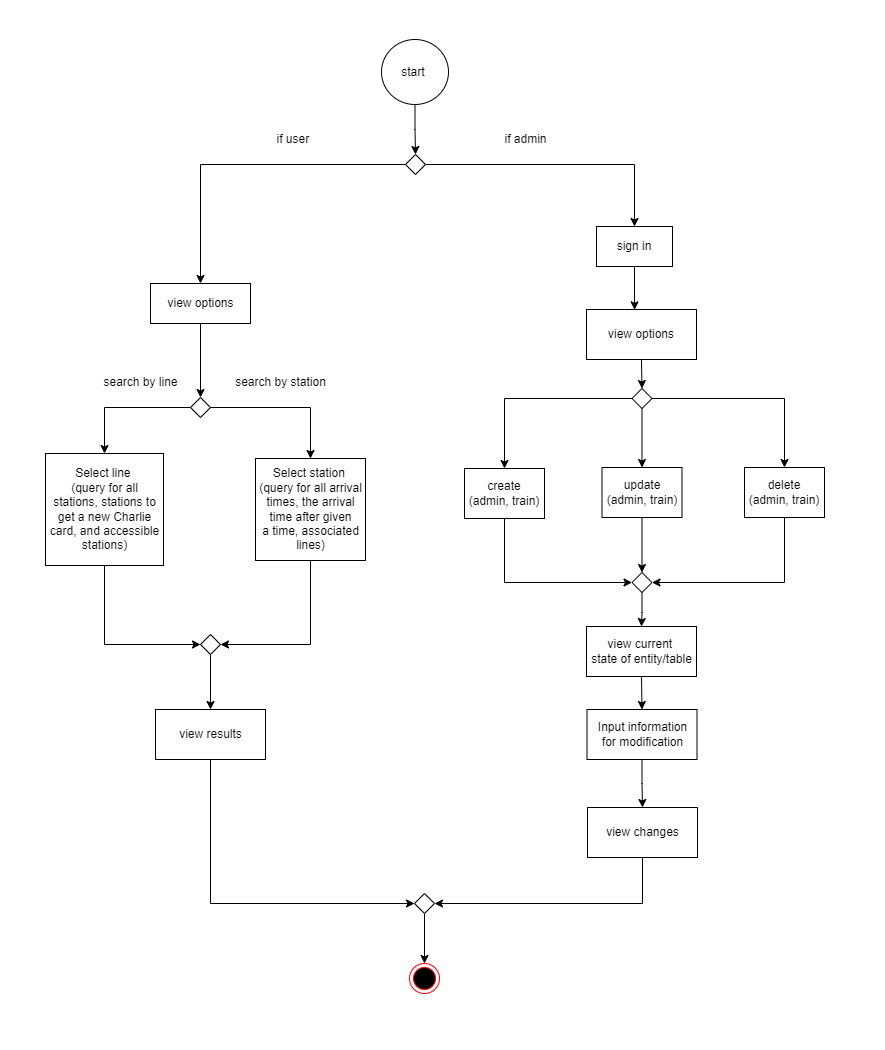 start
if user
if admin
sign in
view options
view options
search by line
search by station
Select line
(query for all
stations, stations to
get a new Charlie
card, and accessible
stations)
Select station
(query for all arrival
times, the arrival
time after given
a time, associated
lines)
create
(admin, train)
update
(admin, train)
delete
(admin, train)
view current
state of entity/table
view results
Input information
for modification
view changes